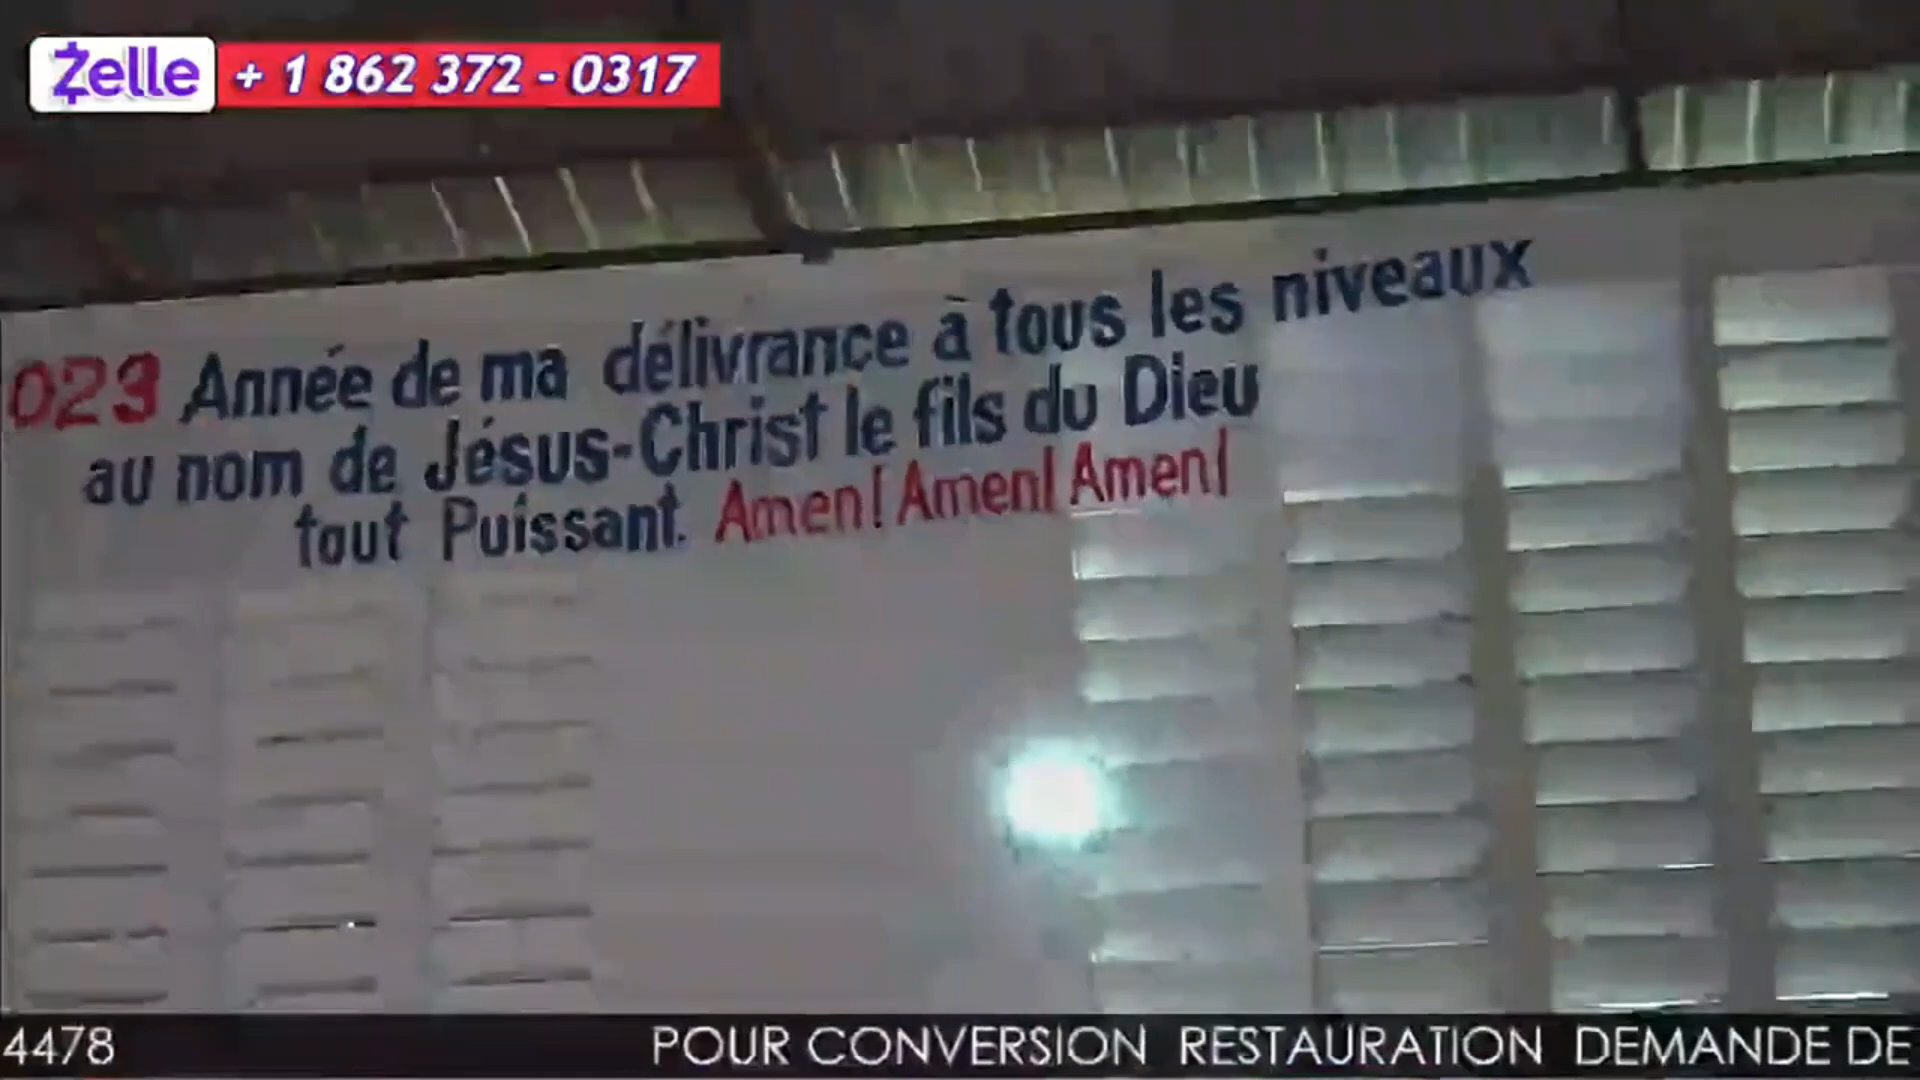 Zelle + 1 862 372 - 0317
023 Année de ma délivrance à tous les niveaux
au nom de Jésus-Christ le fils du Dieu
tout Puissant. Amen! Amen! Amen!
4478 POUR CONVERSION RESTAURATION DEMANDE DE